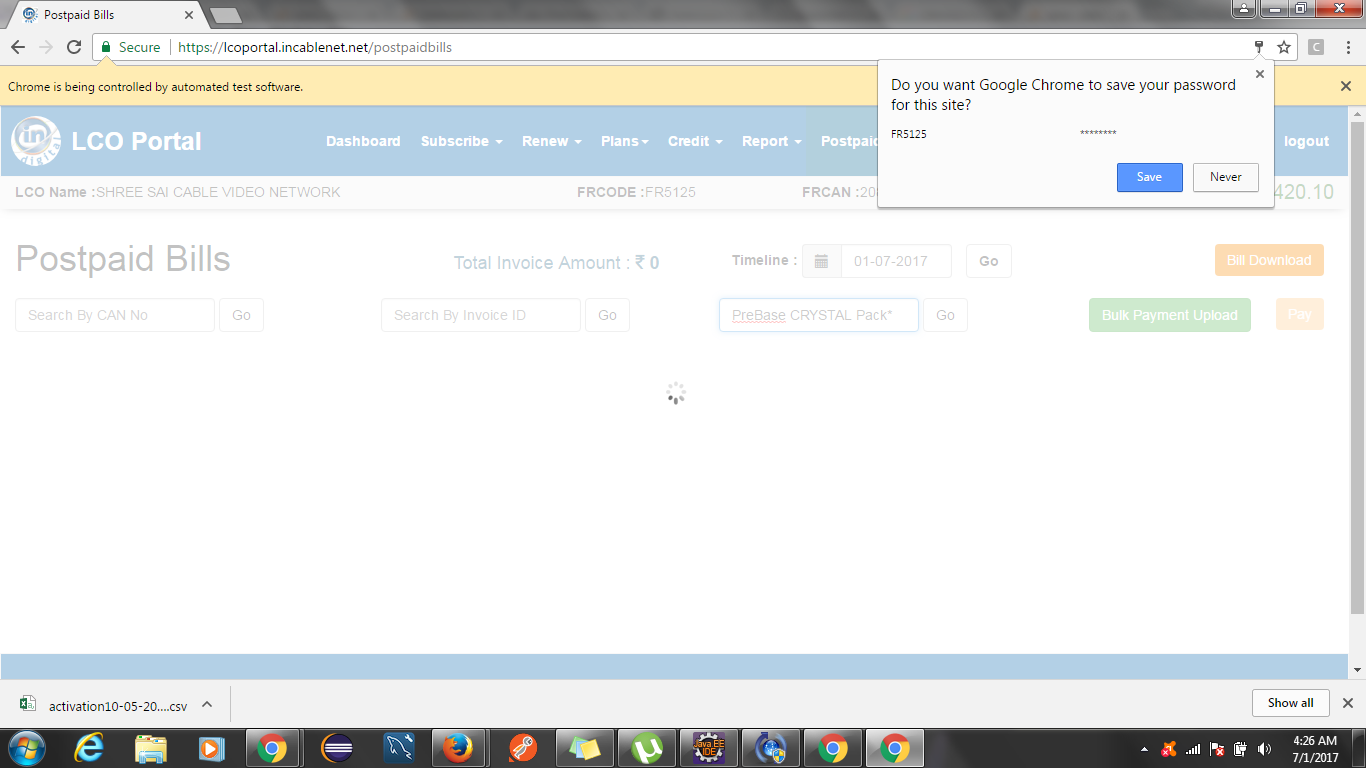 Postpaid Bills
Secure https://lcoportal.incablenet.net/postpaidbills
C
Chrome is being controlled by automated test software.
Do you want Google Chrome to save your password
for this site?
FR5125 ********
Save Never
in
digital
LCO Portal Dashboard Subscribe Renew Plans Credit Report Postpaid logout
LCO Name :SHREE SAI CABLE VIDEO NETWORK FRCODE :FR5125 FRCAN :20 420.10
Postpaid Bills Total Invoice Amount : ₹ 0 Timeline : 01-07-2017 Go Bill Download
Search By CAN No Go Search By Invoice ID Go PreBase CRYSTAL Pack* Go Bulk Payment Upload Pay
activation10-05-20....csv Show all
Java EE
IDE
4:26 AM
7/1/2017